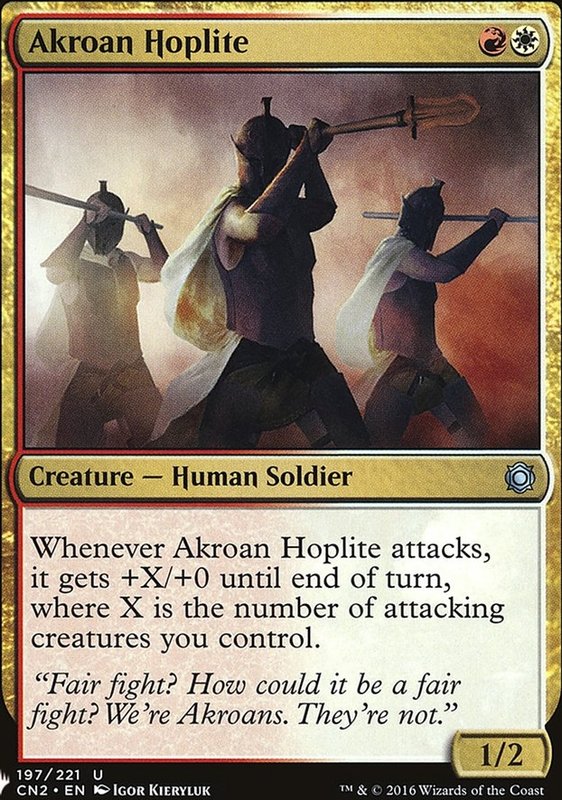 Akroan Hoplite
Creature — Human Soldier
Whenever Akroan Hoplite attacks,
it gets +X/+0 until end of turn,
where X is the number of attacking
creatures you control.
“Fair fight? How could it be a fair
fight? We’re Akroans. They’re not.”
1/2
197/221 U
CN2 • EN Igor Kieryluk
™ & © 2016 Wizards of the Coast